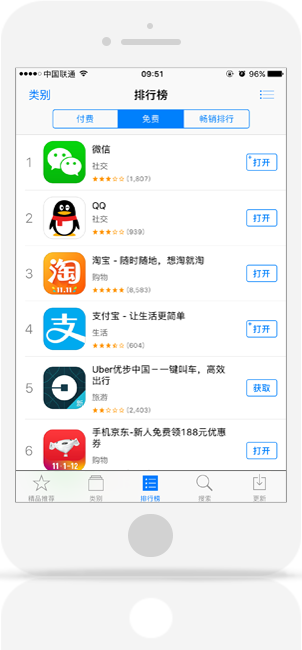 中国联通 09:51 96%
类别 排行榜
付费 免费 畅销排行
1 微信 打开
社交
(1,807)
2 QQ 打开
社交
(939)
3 淘 11.11 淘宝 - 随时随地，想淘就淘 打开
购物
(8,583)
4 支 支付宝 - 让生活更简单 打开
生活
(604)
5 Uber优步中国－一键叫车，高效出行 获取
旅游
(2,403)
6 11·1-12 手机京东-新人免费领188元优惠券 打开
购物
精品推荐 类别 排行榜 搜索 更新